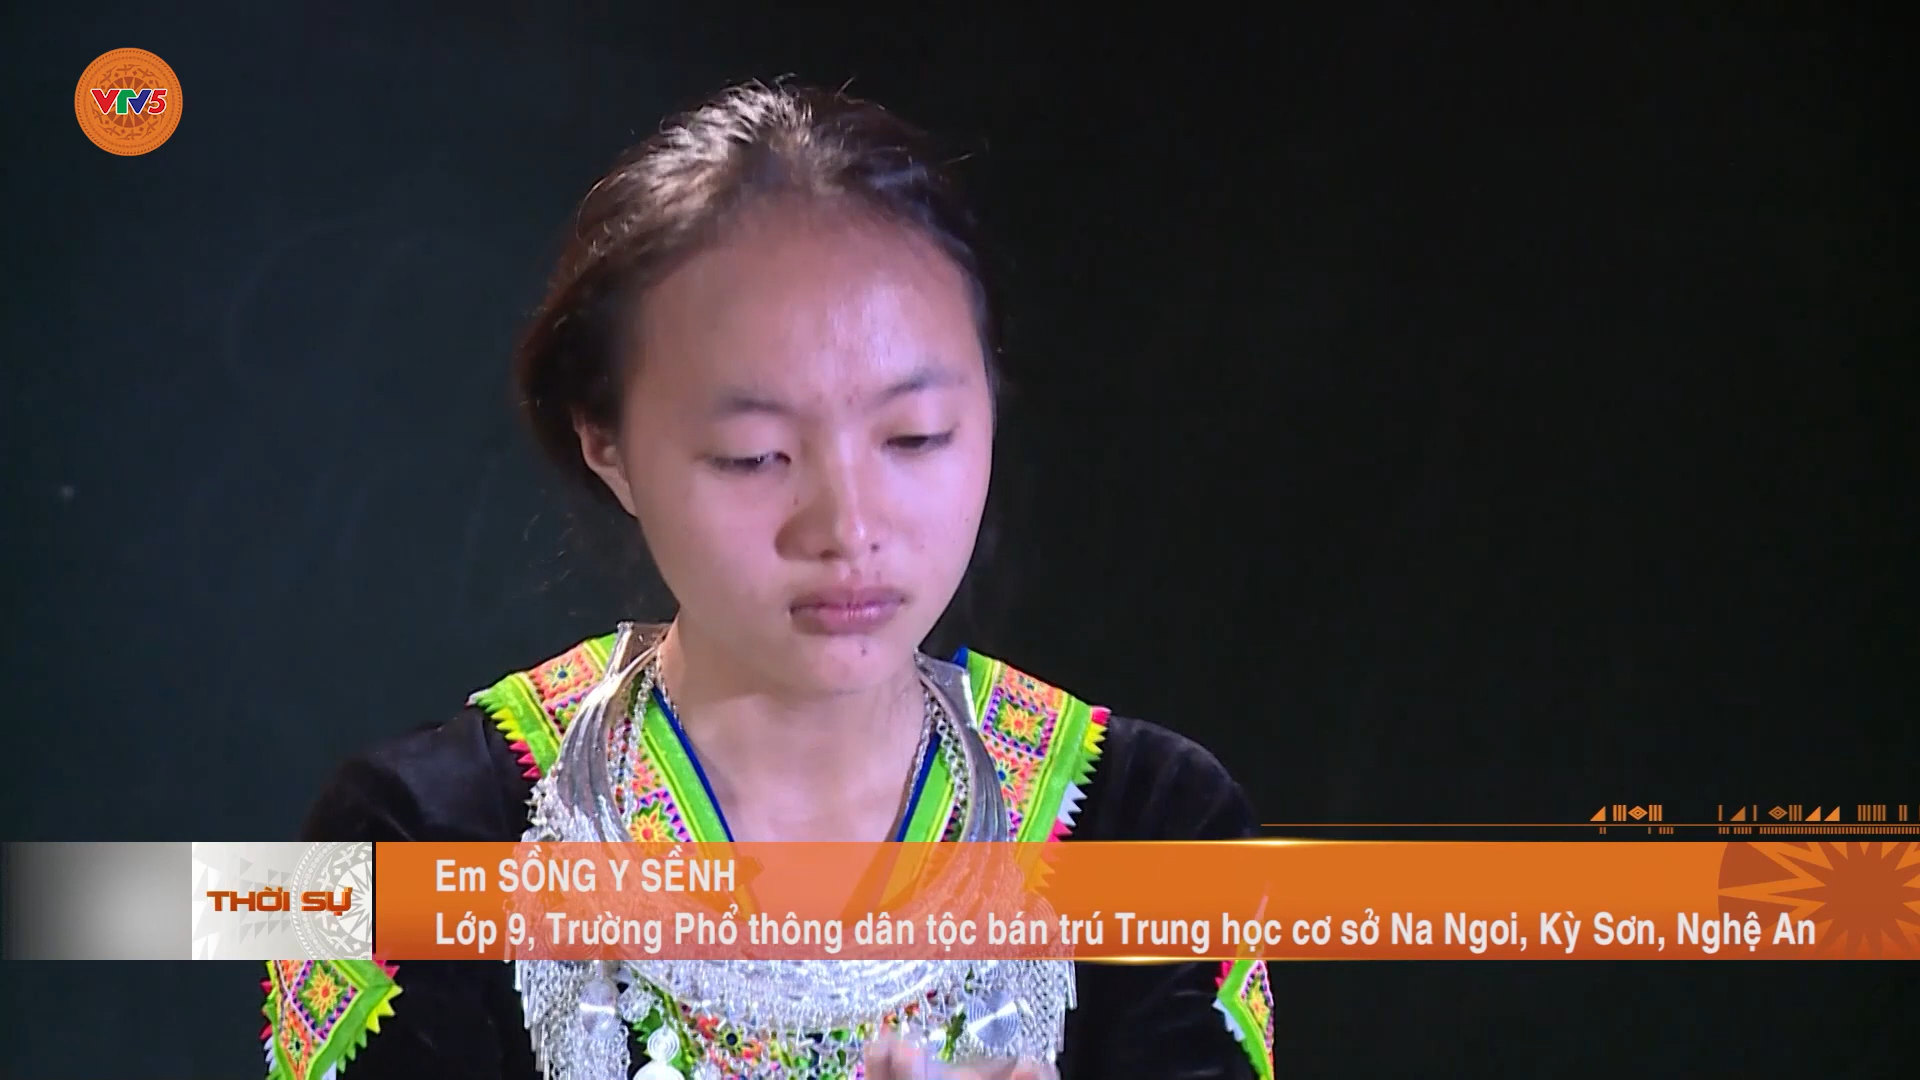 VTV5
THỜI SỰ
Em SỒNG Y SỀNH
Lớp 9, Trường Phổ thông dân tộc bán trú Trung học cơ sở Na Ngoi, Kỳ Sơn, Nghệ An